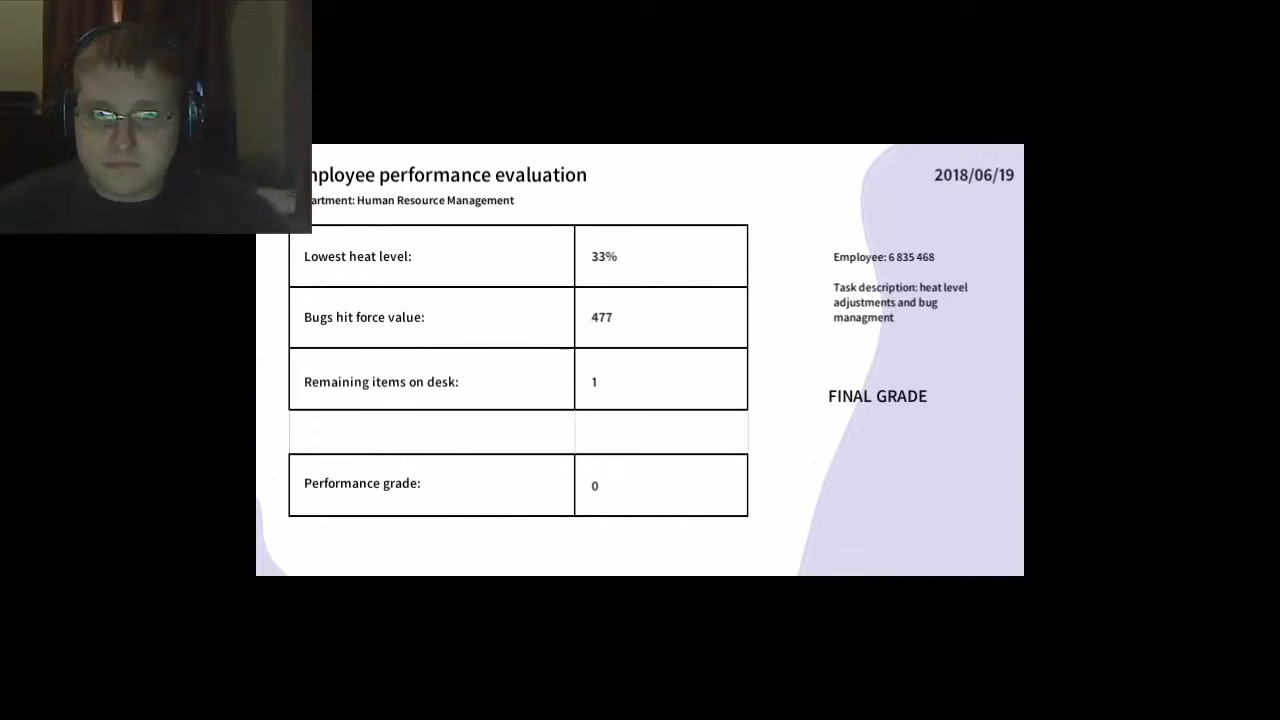 mployee performance evaluation
2018/06/19
artment: Human Resource Management
Lowest heat level: 33%
Employee: 6 835 468
Task description: heat level
adjustments and bug
managment
Bugs hit force value: 477
Remaining items on desk: 1
FINAL GRADE
Performance grade: 0